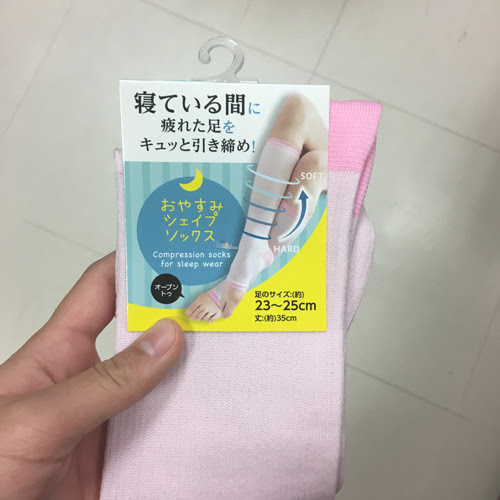 寝ている間に
疲れた足を
キュッと引き締め!
SOFT
おやすみ
シェイプ
ソックス
HARD
Compression socks
for sleep wear
オープン
トゥ
足のサイズ:(約)
23〜25cm
丈:(約)35cm